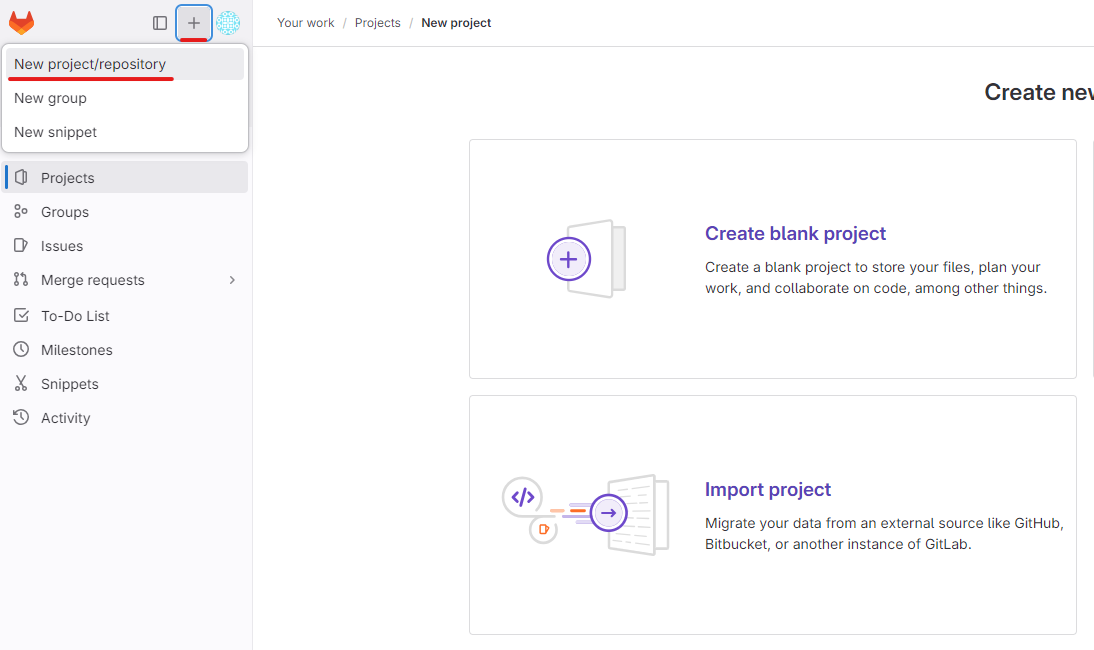 Your work / Projects / New project
New project/repository
New group
New snippet
Projects
Groups
Issues
Merge requests
To-Do List
Milestones
Snippets
Activity
Create new
Create blank project
Create a blank project to store your files, plan your
work, and collaborate on code, among other things.
Import project
Migrate your data from an external source like GitHub,
Bitbucket, or another instance of GitLab.